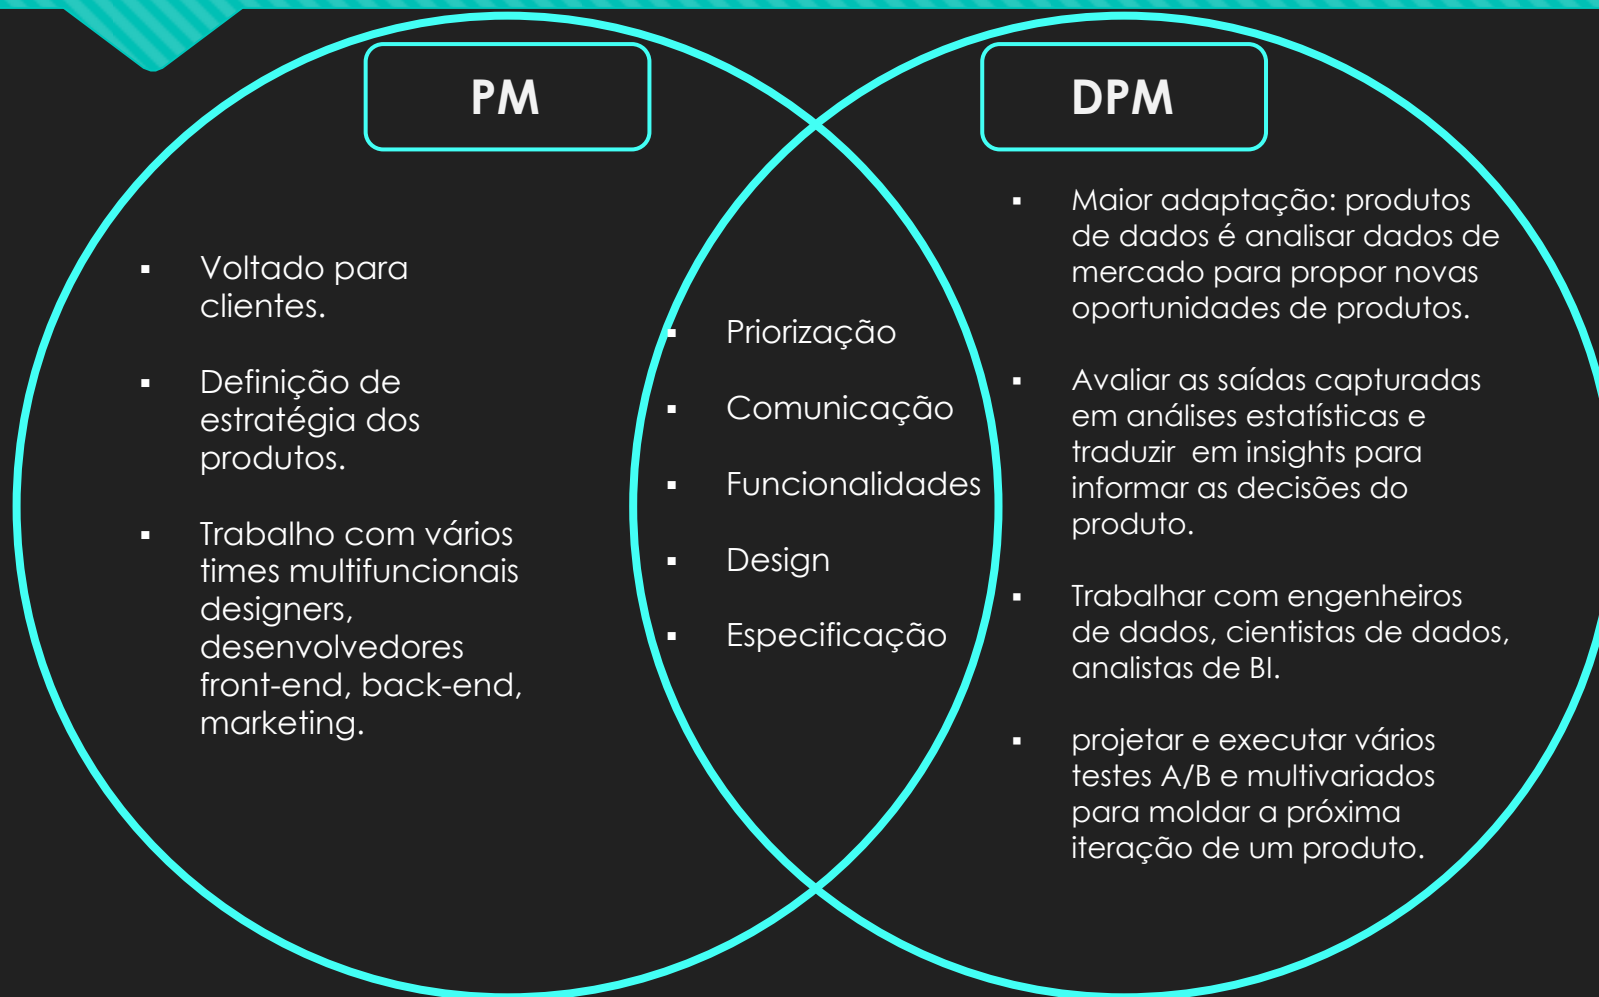 PM
▪ Voltado para
clientes.
▪ Definição de
estratégia dos
produtos.
▪ Trabalho com vários
times multifuncionais
designers,
desenvolvedores
front-end, back-end,
marketing.
▪ Priorização
▪ Comunicação
▪ Funcionalidades
▪ Design
▪ Especificação
DPM
▪ Maior adaptação: produtos
de dados é analisar dados de
mercado para propor novas
oportunidades de produtos.
▪ Avaliar as saídas capturadas
em análises estatísticas e
traduzir  em insights para
informar as decisões do
produto.
▪ Trabalhar com engenheiros
de dados, cientistas de dados,
analistas de BI.
▪ projetar e executar vários
testes A/B e multivariados
para moldar a próxima
iteração de um produto.